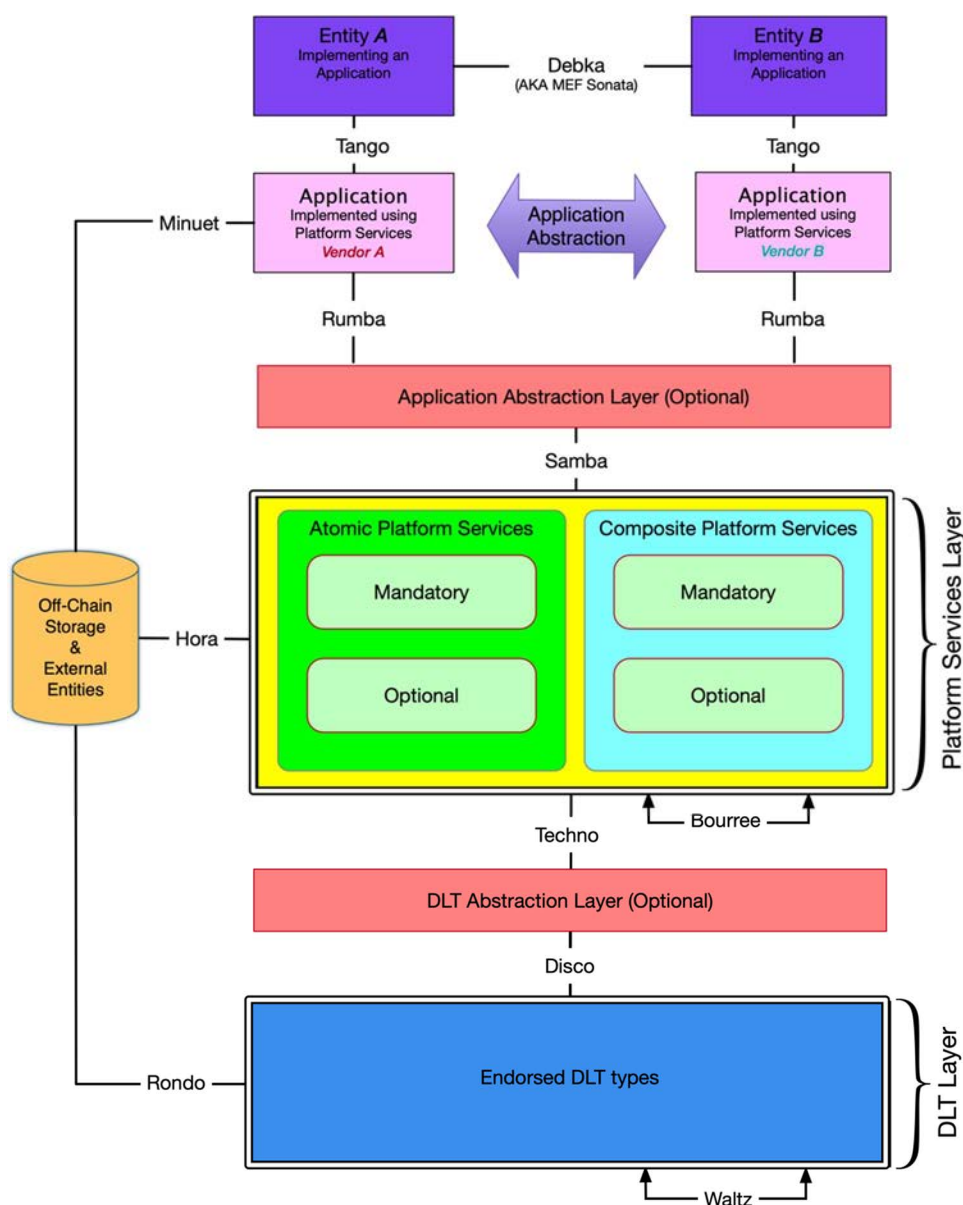 Entity A
Implementing an
Application
Debka
(AKA MEF Sonata)
Entity B
Implementing an
Application
Tango
Tango
Minuet
Application
Implemented using
Platform Services
Vendor A
Application
Abstraction
Application
Implemented using
Platform Services
Vendor B
Rumba
Rumba
Application Abstraction Layer (Optional)
Samba
Atomic Platform Services
Mandatory
Optional
Composite Platform Services
Mandatory
Optional
Platform Services Layer
Off-Chain
Storage
&
External
Entities
Hora
Bourree
Techno
DLT Abstraction Layer (Optional)
Disco
Rondo
Endorsed DLT types
DLT Layer
Waltz